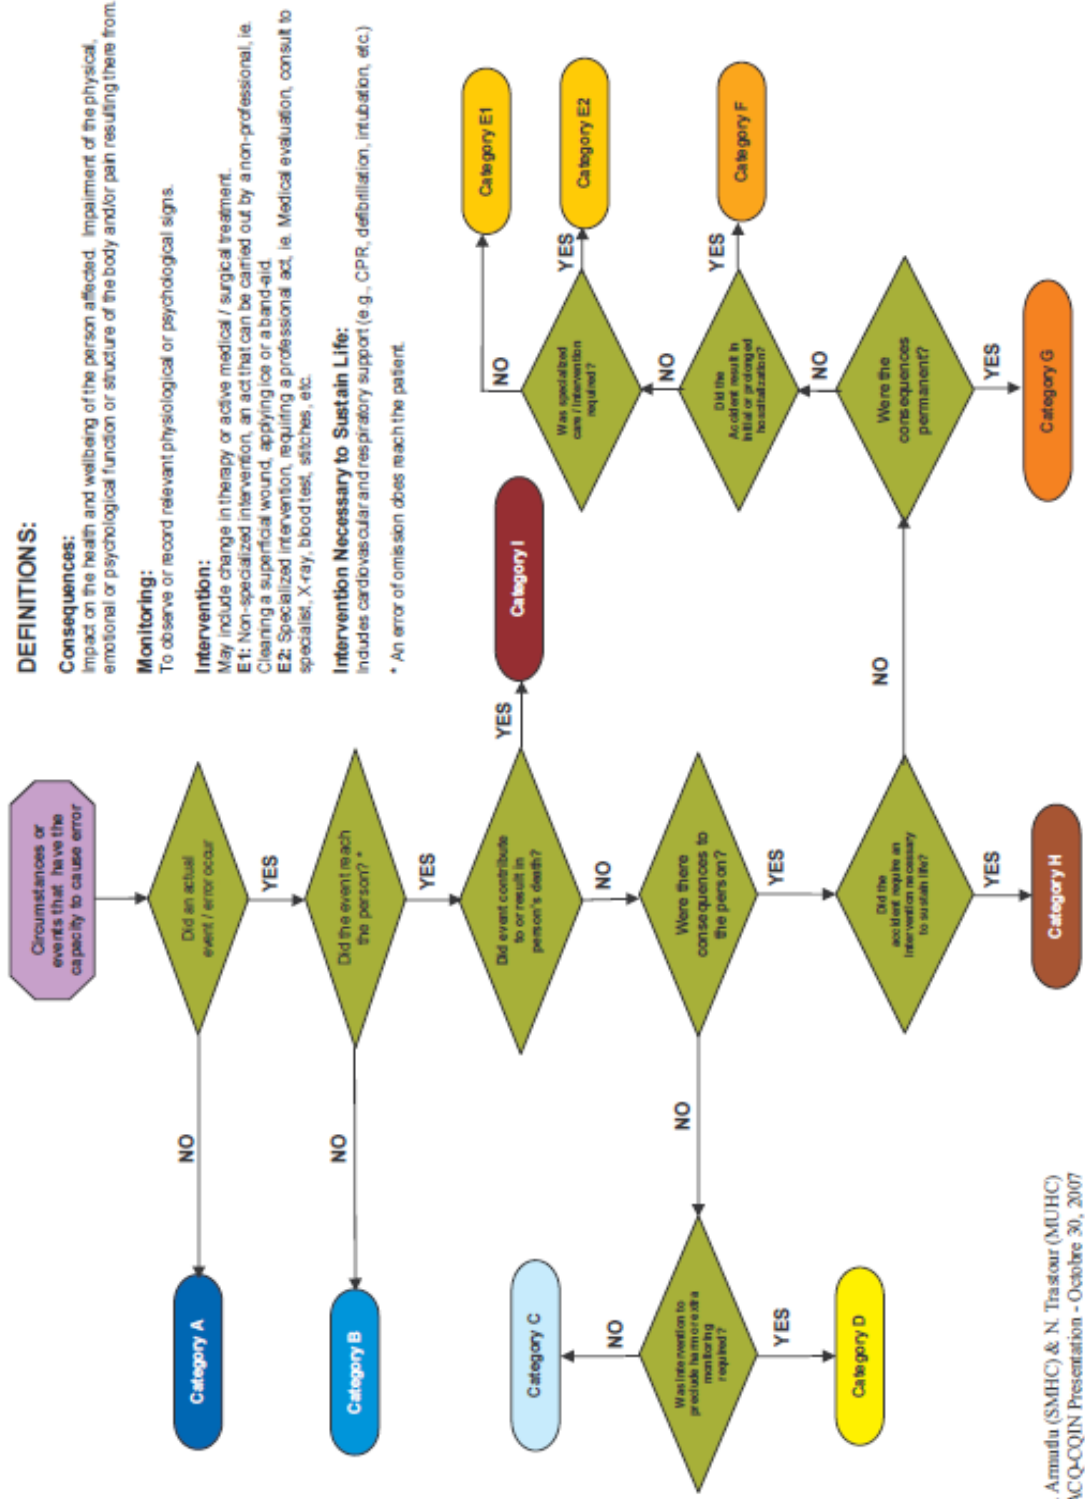 Circumstances or
events that have the
capacity to cause error
Did an actual
event / error occur
NO
Category A
YES
Did the event reach
the person? *
NO
Category B
YES
Did event contribute
to or result in
person's death?
YES
Category I
NO
Were there
consequences to
the person?
NO
Was intervention to
preclude harm or extra
monitoring
required?
NO
Category C
YES
Category D
YES
Did the
accident require an
intervention necessary
to sustain life?
YES
Category H
NO
Were the
consequences
permanent?
YES
Category G
NO
Did the
Accident result in
initial or prolonged
hospitalization?
YES
Category F
NO
Was specialized
care / intervention
required?
YES
Category E2
NO
Category E1
DEFINITIONS:
Consequences:
Impact on the health and wellbeing of the person affected. Impairment of the physical,
emotional or psychological function or structure of the body and/or pain resulting there from.
Monitoring:
To observe or record relevant physiological or psychological signs.
Intervention:
May include change in therapy or active medical / surgical treatment.
E1: Non-specialized intervention, an act that can be carried out by a non-professional, ie.
Cleaning a superficial wound, applying ice or a band-aid.
E2: Specialized intervention, requiring a professional act, ie. Medical evaluation, consult to
specialist, X-ray, blood test, stitches, etc.
Intervention Necessary to Sustain Life:
Includes cardiovascular and respiratory support (e.g., CPR, defibrillation, intubation, etc.)
* An error of omission does reach the patient.
. Armutlu (SMHC) & N. Trastour (MUHC)
ACQ-CQIN Presentation - Octobre 30, 2007